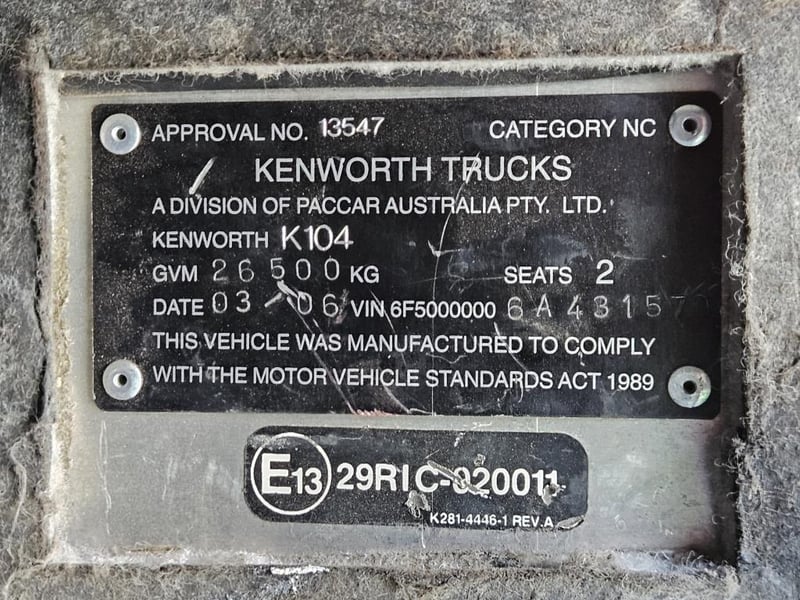 APPROVAL NO. 13547 CATEGORY NC
KENWORTH TRUCKS
A DIVISION OF PACCAR AUSTRALIA PTY. LTD.
KENWORTH K104
GVM 26500 KG SEATS 2
DATE 03-06 VIN 6F5000000
THIS VEHICLE WAS MANUFACTURED TO COMPLY
WITH THE MOTOR VEHICLE STANDARDS ACT 1989
E13 29RIC-020011
K281-4446-1 REV.A